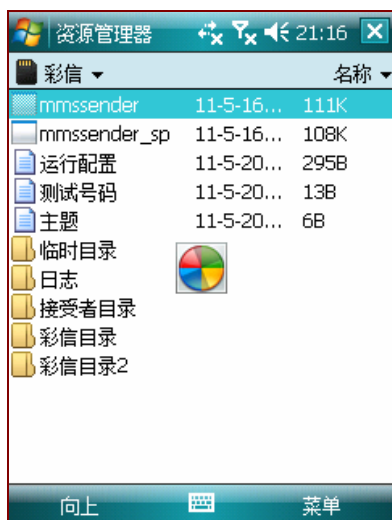 资源管理器 21:16
彩信 名称
mmssender 11-5-16... 111K
mmssender_sp 11-5-16... 108K
运行配置 11-5-20... 295B
测试号码 11-5-20... 13B
主题 11-5-20... 6B
临时目录
日志
接受者目录
彩信目录
彩信目录2
向上 菜单